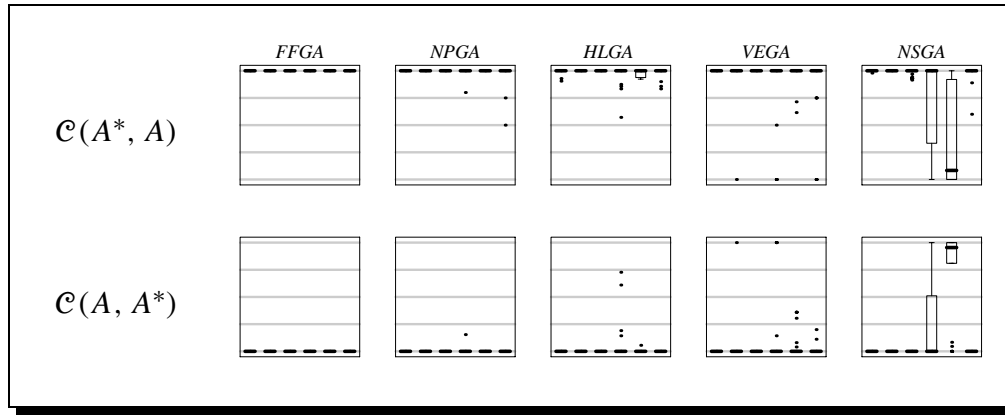 FFGA NPGA HLGA VEGA NSGA
C(A*, A)
C(A, A*)